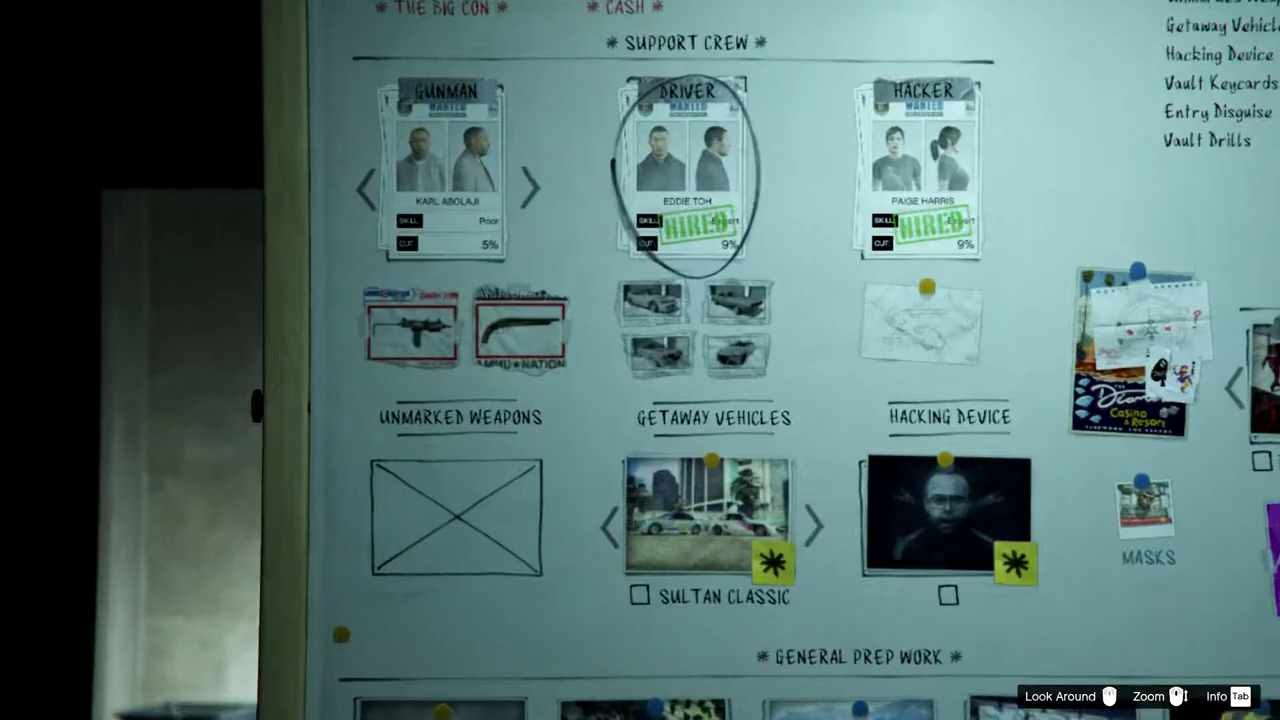 * THE BIG CON *
* CASH *
Getaway Vehicle
Hacking Device
Vault Keycards
Entry Disguise
Vault Drills
* SUPPORT CREW *
GUNMAN
WANTED
KARL ABOLAJI
SKILL Poor
CUT 5%
DRIVER
WANTED
EDDIE TOH
SKILL Expert
HIRED
CUT 9%
HACKER
WANTED
PAIGE HARRIS
SKILL Expert
HIRED
CUT 9%
AMMU NATION
The Diamond
Casino
& Resort
UNMARKED WEAPONS
GETAWAY VEHICLES
HACKING DEVICE
SULTAN CLASSIC
MASKS
* GENERAL PREP WORK *
Look Around
Zoom
Info Tab